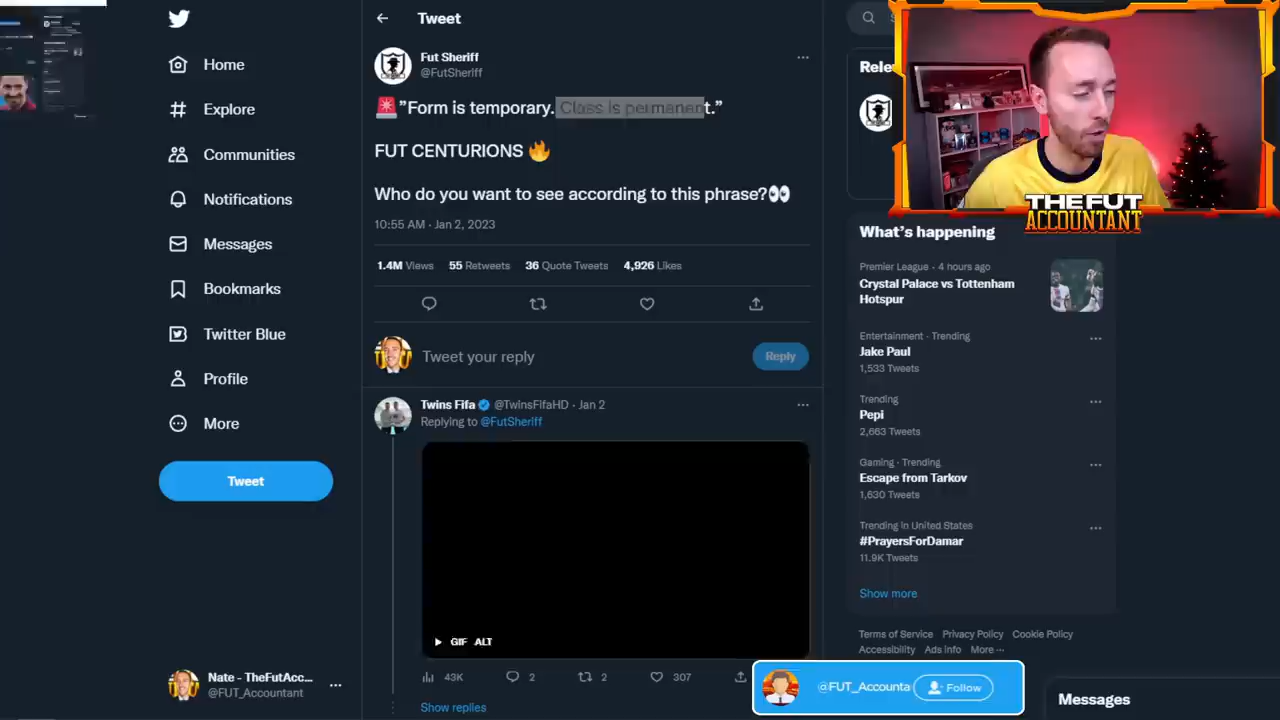 Tweet
Home
Explore
Communities
Notifications
Messages
Bookmarks
Twitter Blue
Profile
More
Tweet
Nate - TheFutAcc...
@FUT_Accountant
Fut Sheriff
@FutSheriff
🚨”Form is temporary. Class is permanent.”
FUT CENTURIONS 🔥
Who do you want to see according to this phrase?👀
10:55 AM · Jan 2, 2023
1.4M Views 55 Retweets 36 Quote Tweets 4,926 Likes
Tweet your reply
Reply
Twins Fifa @TwinsFifaHD · Jan 2
Replying to @FutSheriff
GIF ALT
43K 2 2 307
Show replies
THE FUT
ACCOUNTANT
What's happening
Premier League · 4 hours ago
Crystal Palace vs Tottenham
Hotspur
Entertainment · Trending
Jake Paul
1,533 Tweets
Trending
Pepi
2,663 Tweets
Gaming · Trending
Escape from Tarkov
1,630 Tweets
Trending in United States
#PrayersForDamar
11.9K Tweets
Show more
Terms of Service Privacy Policy Cookie Policy
Accessibility Ads info More ···
@FUT_Accounta Follow
Messages